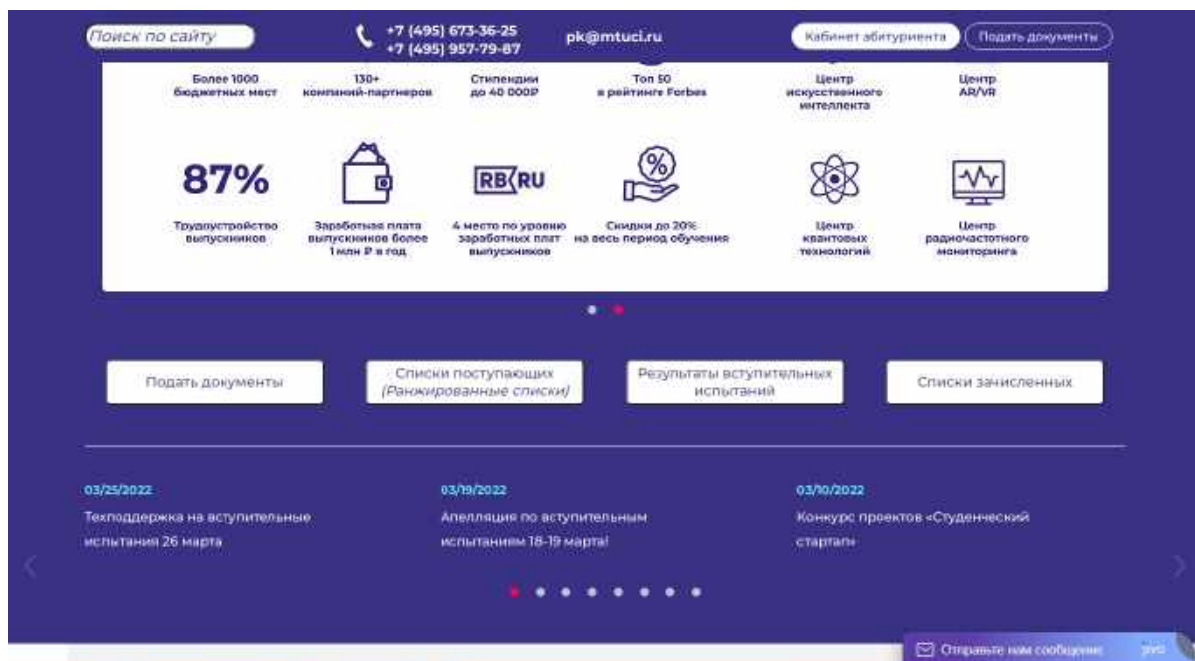 Поиск по сайту
+7 (495) 673-36-25
+7 (495) 957-79-87
pk@mtuci.ru
Кабинет абитуриента
Подать документы
Более 1000
бюджетных мест
130+
компаний-партнеров
Стипендии
до 40 000₽
Топ 50
в рейтинге Forbes
Центр
искусственного
интеллекта
Центр
AR/VR
87%
Трудоустройство
выпускников
Заработная плата
выпускников более
1 млн ₽ в год
RB RU
4 место по уровню
заработных плат
выпускников
%
Скидки до 20%
на весь период обучения
Центр
квантовых
технологий
Центр
радиочастотного
мониторинга
Подать документы
Списки поступающих
(Ранжированные списки)
Результаты вступительных
испытаний
Списки зачисленных
03/25/2022
Техподдержка на вступительные
испытания 26 марта
03/19/2022
Апелляция по вступительным
испытаниям 18-19 марта!
03/10/2022
Конкурс проектов «Студенческий
стартап»
Отправьте нам сообщение
jivo